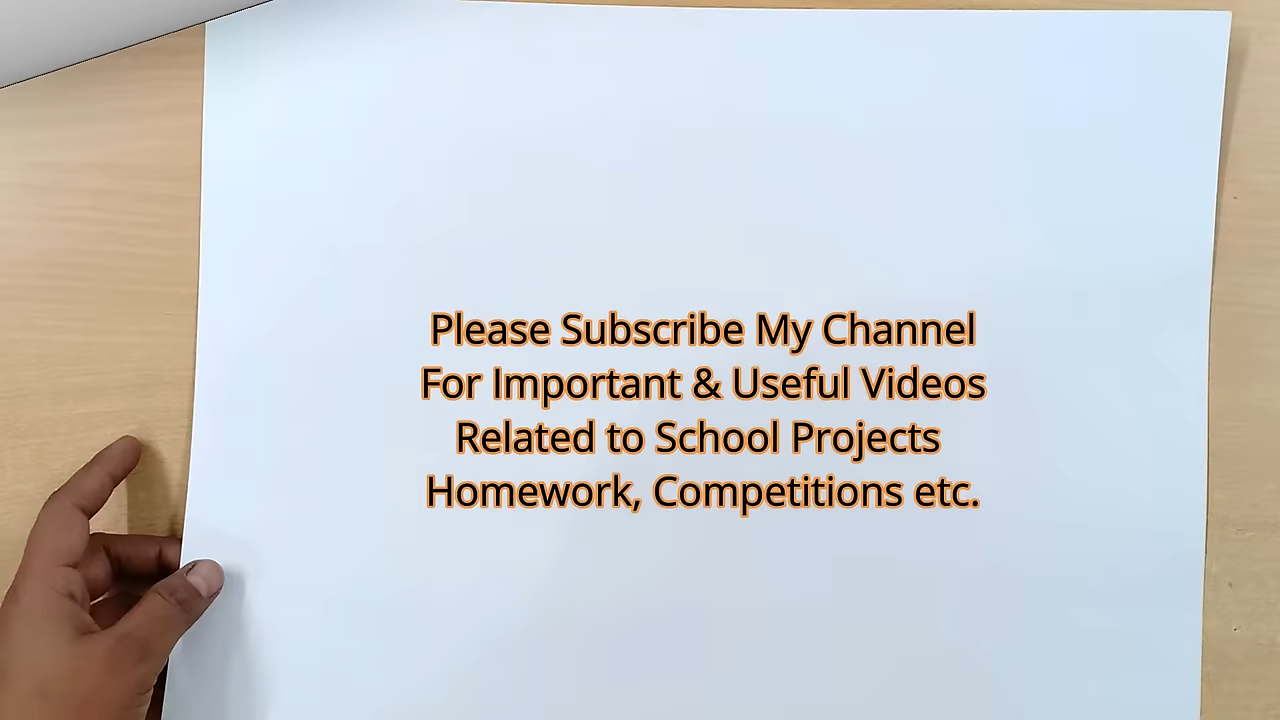 Please Subscribe My Channel
For Important & Useful Videos
Related to School Projects
Homework, Competitions etc.